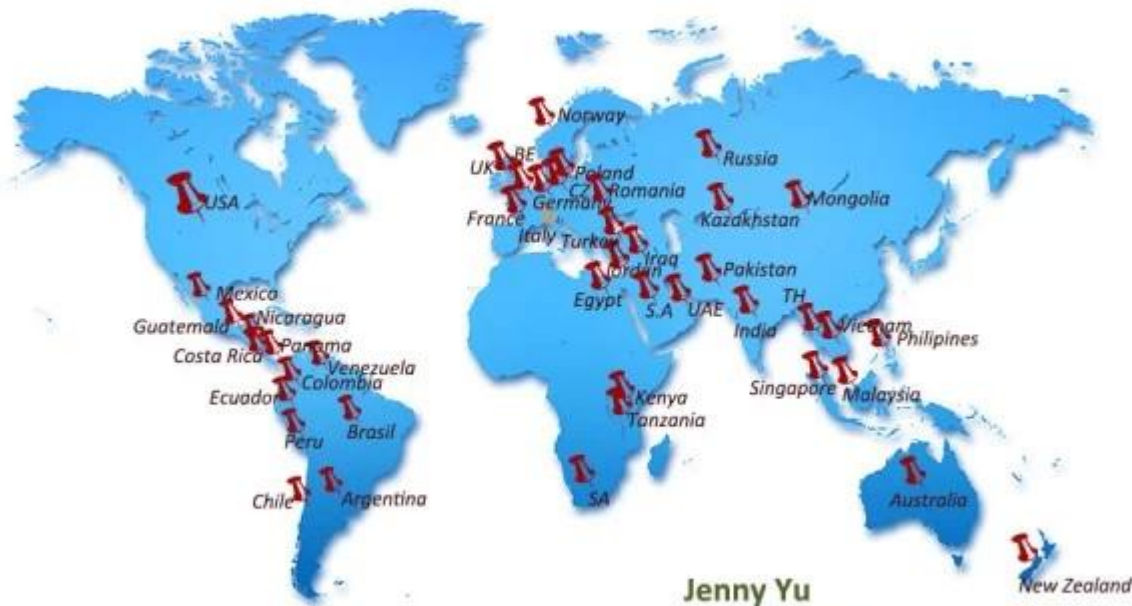 Norway
Russia
UK
BE
Poland
CZ
Romania
USA
Germany
Kazakhstan
Mongolia
France
Italy
Turkey
Iraq
Jordan
Pakistan
Egypt
S.A
UAE
India
TH
Vietnam
Philipines
Mexico
Guatemala
Nicaragua
Costa Rica
Panama
Venezuela
Colombia
Ecuador
Singapore
Malaysia
Kenya
Tanzania
Peru
Brasil
Chile
Argentina
SA
Australia
New Zealand
Jenny Yu